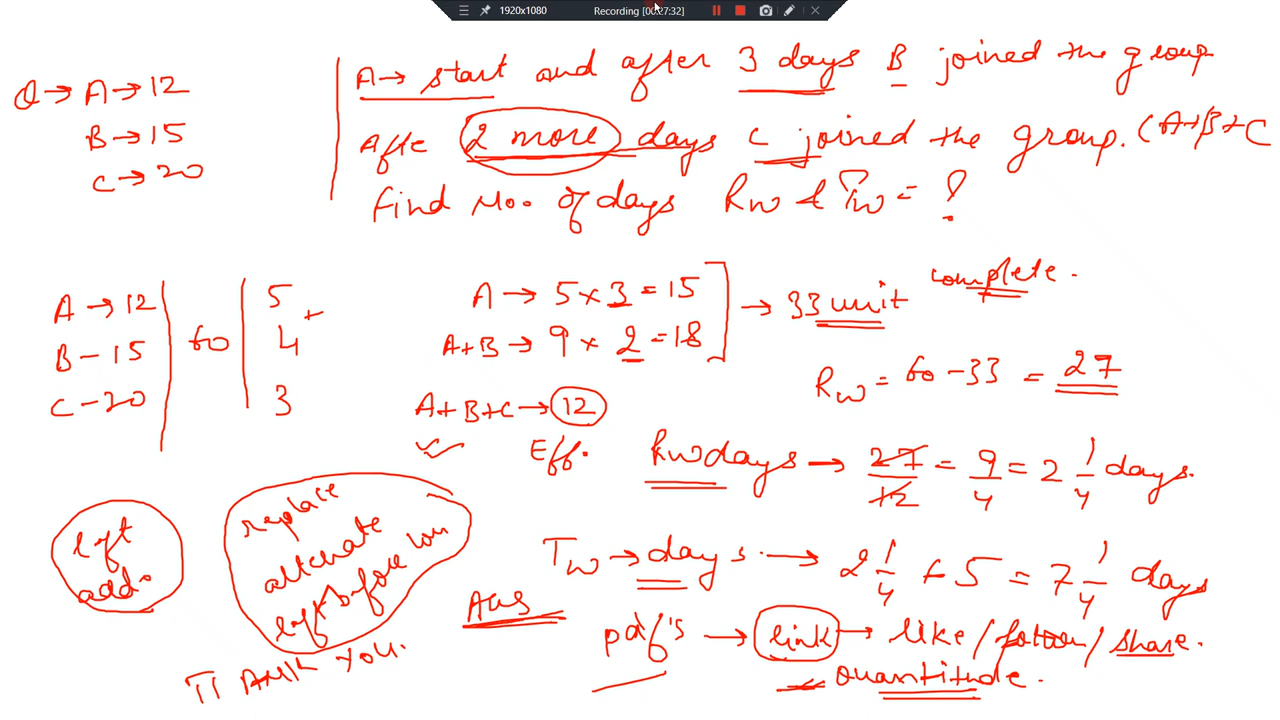 1920x1080 Recording [00:27:32]
Q → A → 12
B → 15
C → 20
A → start and after 3 days B joined the group
Afte 2 more days C joined the group. (A+B+C
find No. of days Rw & Tw = ?
A → 12
B - 15
C - 20
60
5
4 +
3
A → 5 × 3 = 15
A+B → 9 × 2 = 18
→ 33 unit complete.
Rw = 60 - 33 = 27
A+B+C → 12
Eff.
Rw days → 27/12 = 9/4 = 2 1/4 days.
Tw → days → 2 1/4 + 5 = 7 1/4 days
Ans
left
add.
replace
alternate
left before
THANK YOU.
pdf's → link → like / follow / share.
Quantitude.